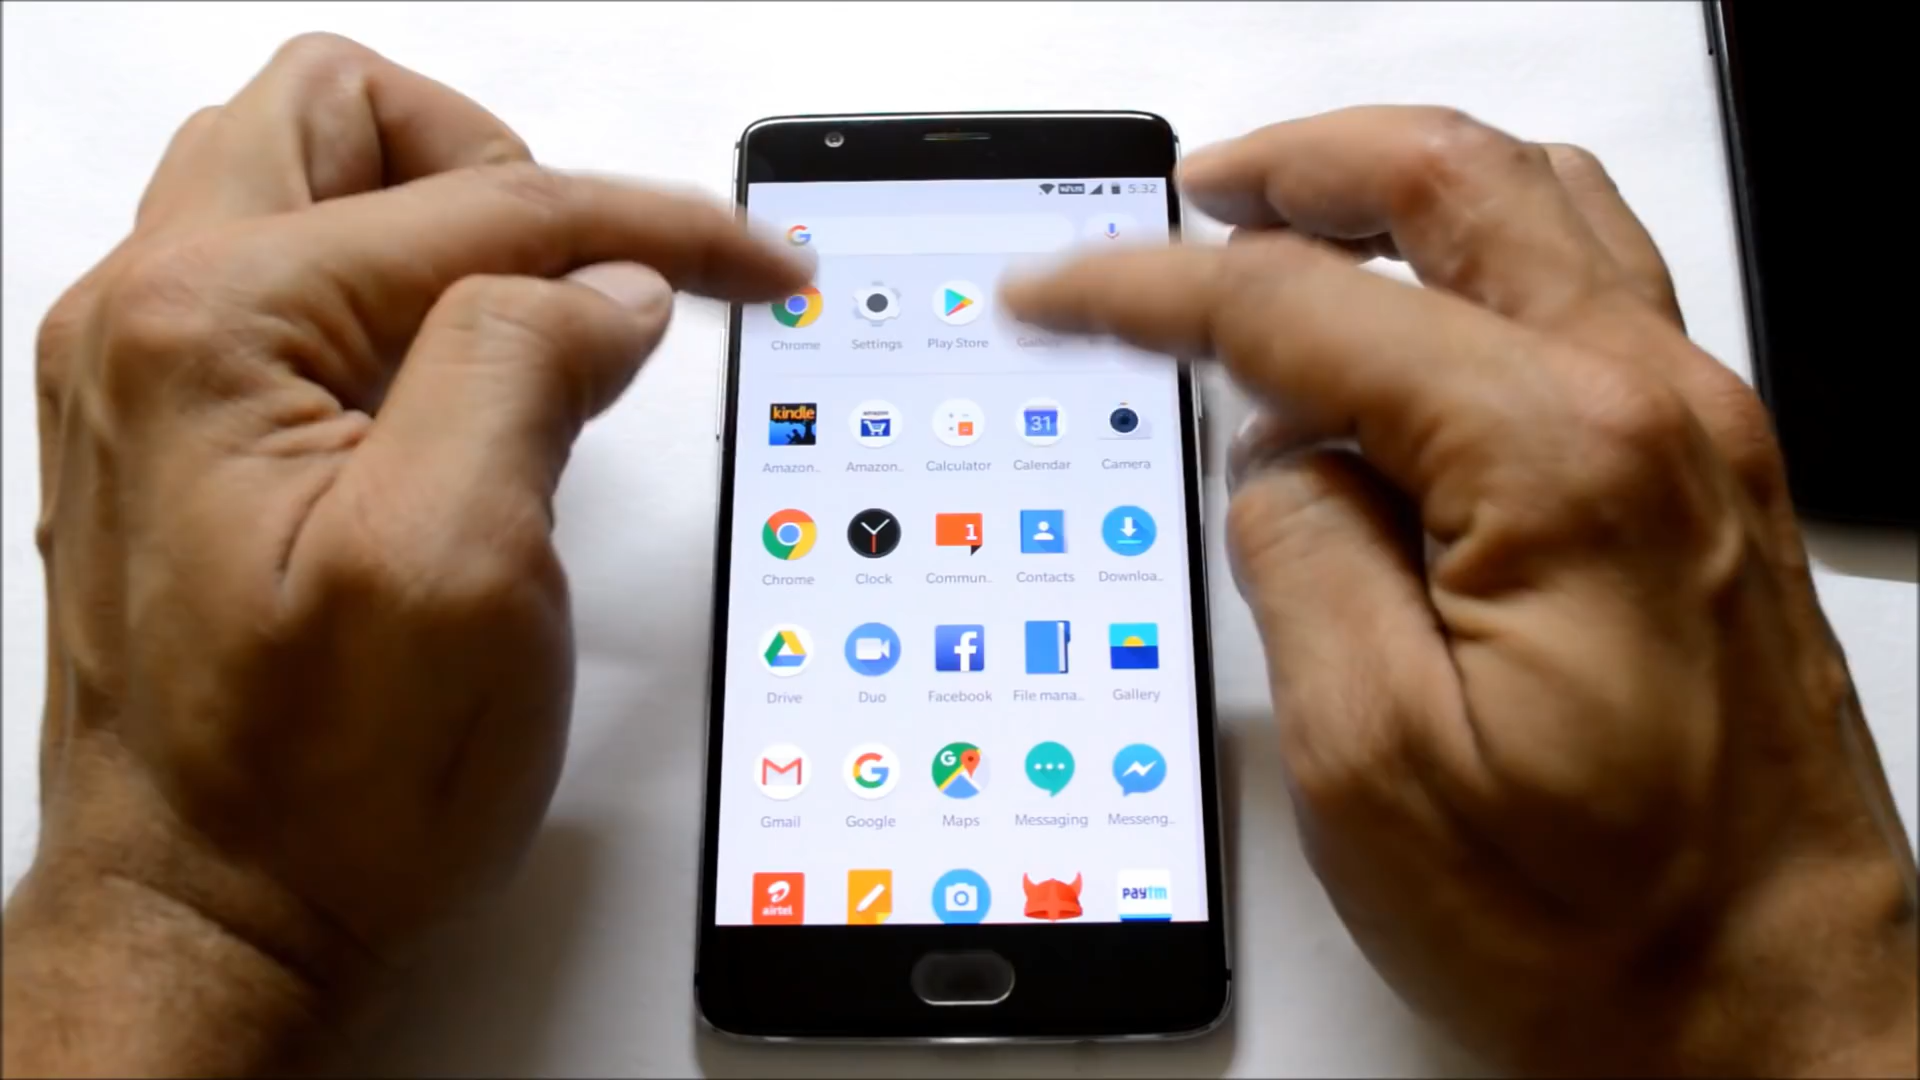 5:32
Chrome Settings Play Store Gallery
kindle amazon 31
Amazon.. Amazon.. Calculator Calendar Camera
1
Chrome Clock Commun.. Contacts Downloa..
Drive Duo Facebook File mana.. Gallery
Gmail Google Maps Messaging Messeng..
airtel paytm